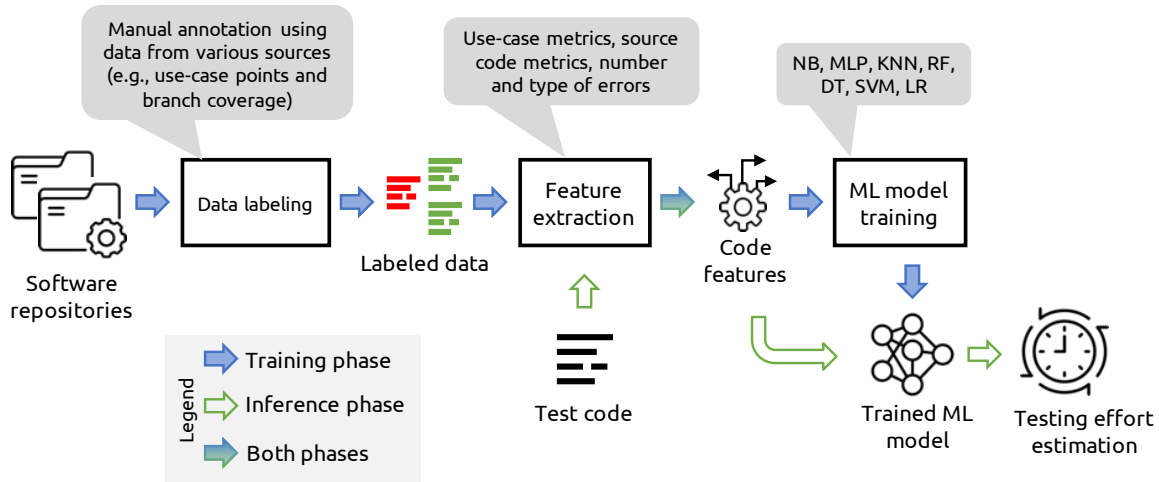 Manual annotation using
data from various sources
(e.g., use-case points and
branch coverage)
Use-case metrics, source
code metrics, number
and type of errors
NB, MLP, KNN, RF,
DT, SVM, LR
Data labeling
Feature
extraction
ML model
training
Software
repositories
Labeled data
Code
features
Test code
Trained ML
model
Testing effort
estimation
Legend
Training phase
Inference phase
Both phases